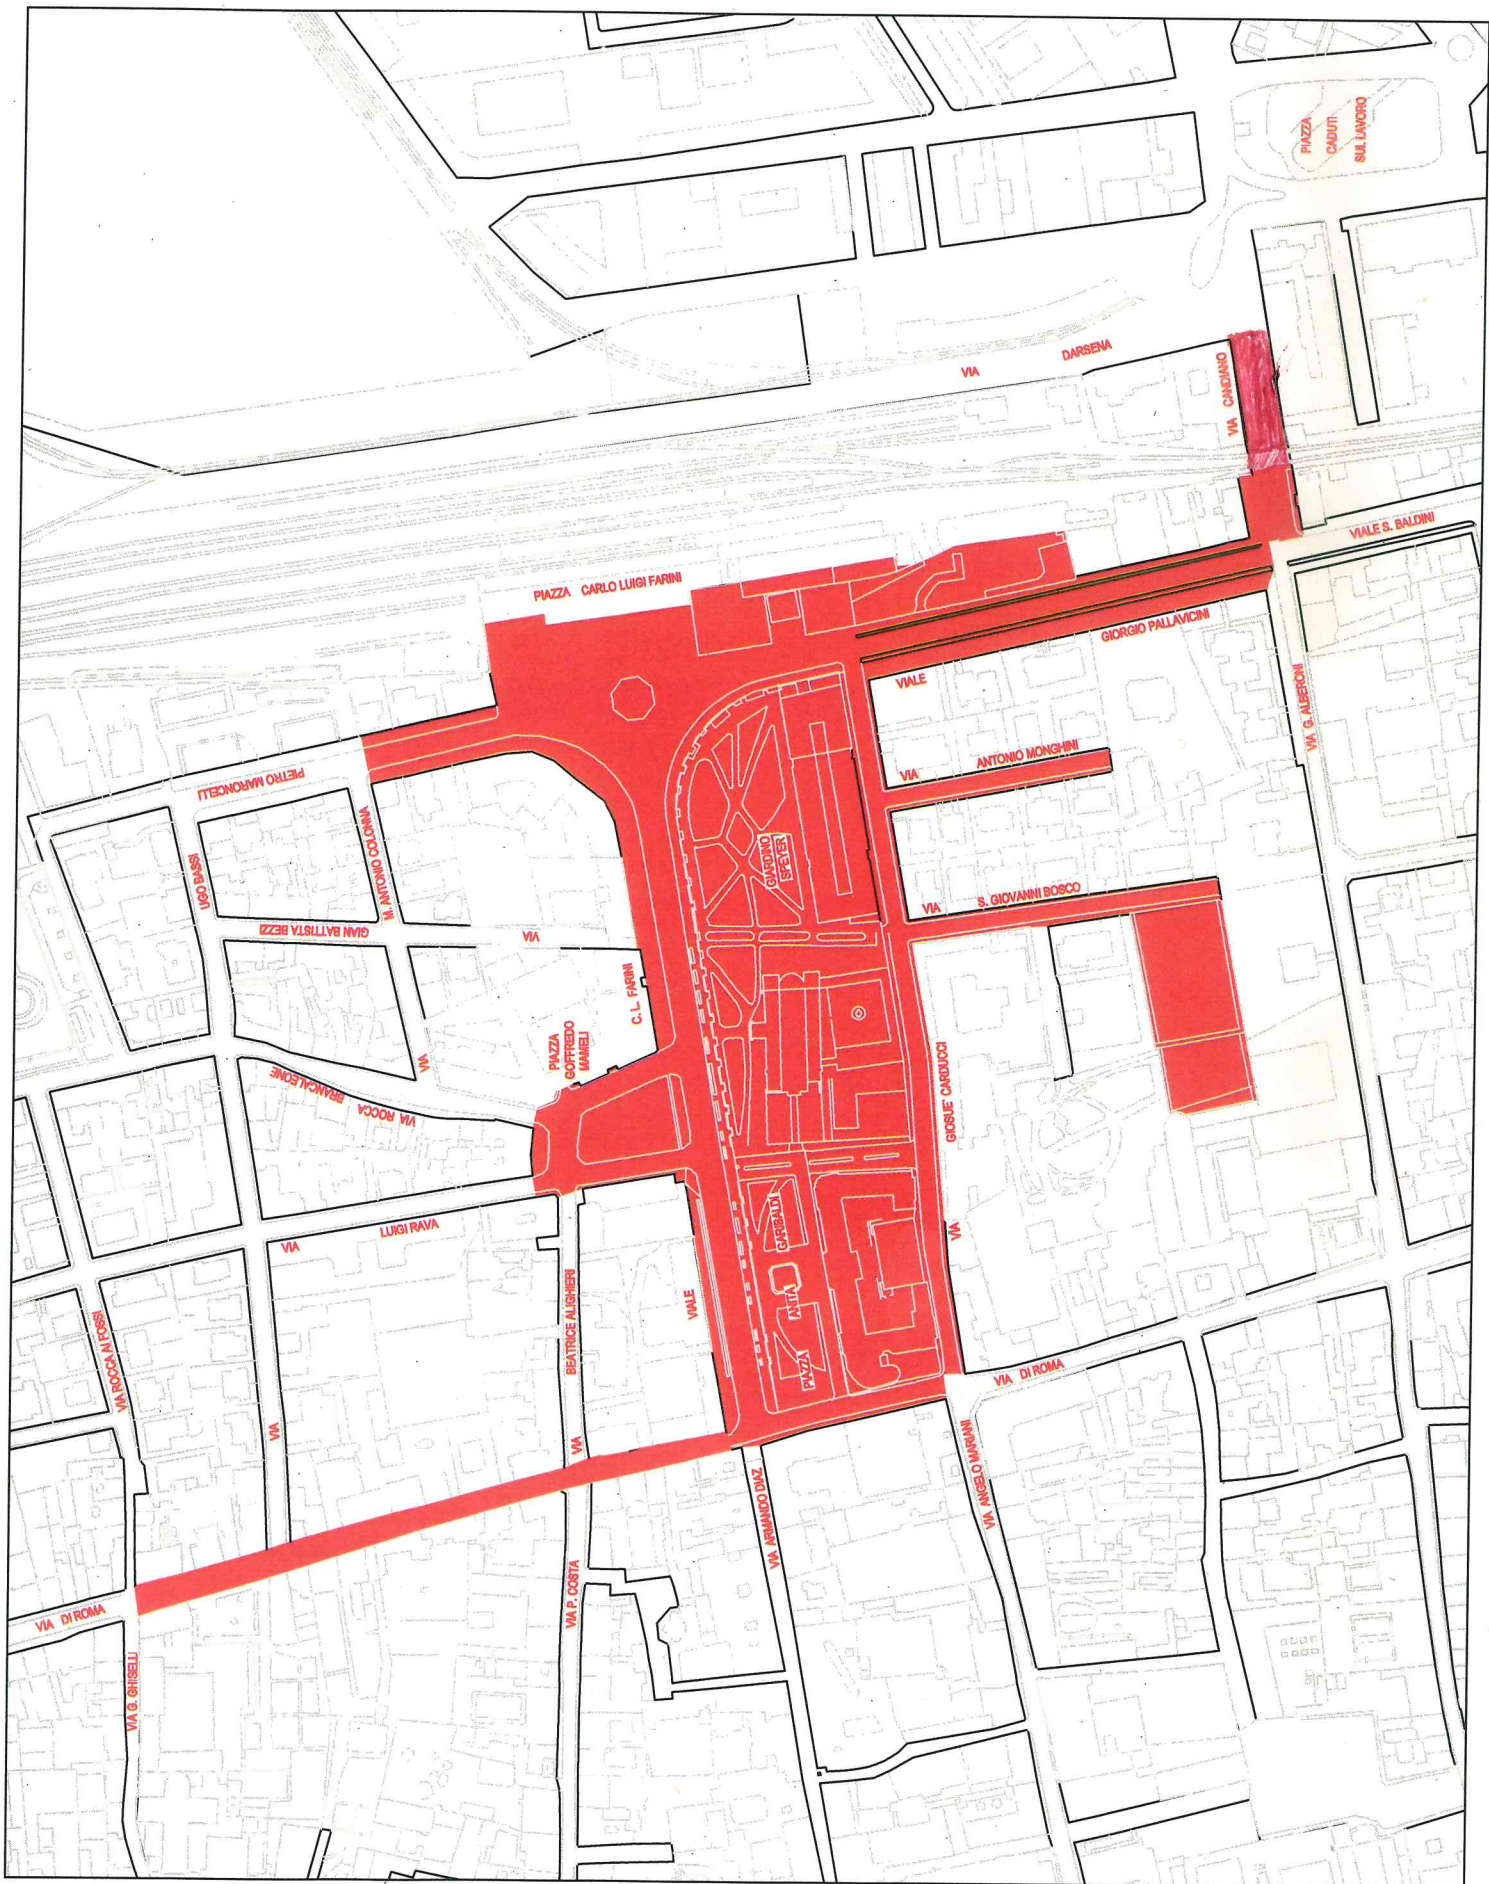 PIAZZA
CADUTI
SUL LAVORO
DARSENA
VIA
VIA CANDIANO
VIALE S. BALDINI
PIAZZA CARLO LUIGI FARINI
GIORGIO PALLAVICINI
VIALE
VIA G. ALBERONI
ANTONIO MONGHINI
VIA
PIETRO MARONCELLI
M. ANTONIO COLONNA
UGO BASSI
GIARDINO
SPEYER
S. GIOVANNI BOSCO
VIA
GIAN BATTISTA BEZZI
VIA
C. L. FARINI
PIAZZA
GOFFREDO
MAMELI
VIA
VIA ROCCA BRANCALEONE
GIOSUE' CARDUCCI
VIA
LUIGI RAVA
VIA
GARIBALDI
ANITA
PIAZZA
VIALE
BEATRICE ALIGHIERI
VIA
VIA ROCCA AI FOSSI
VIA
VIA DI ROMA
VIA ANGELO MARIANI
VIA ARMANDO DIAZ
VIA P. COSTA
VIA DI ROMA
VIA G. GHISELLI